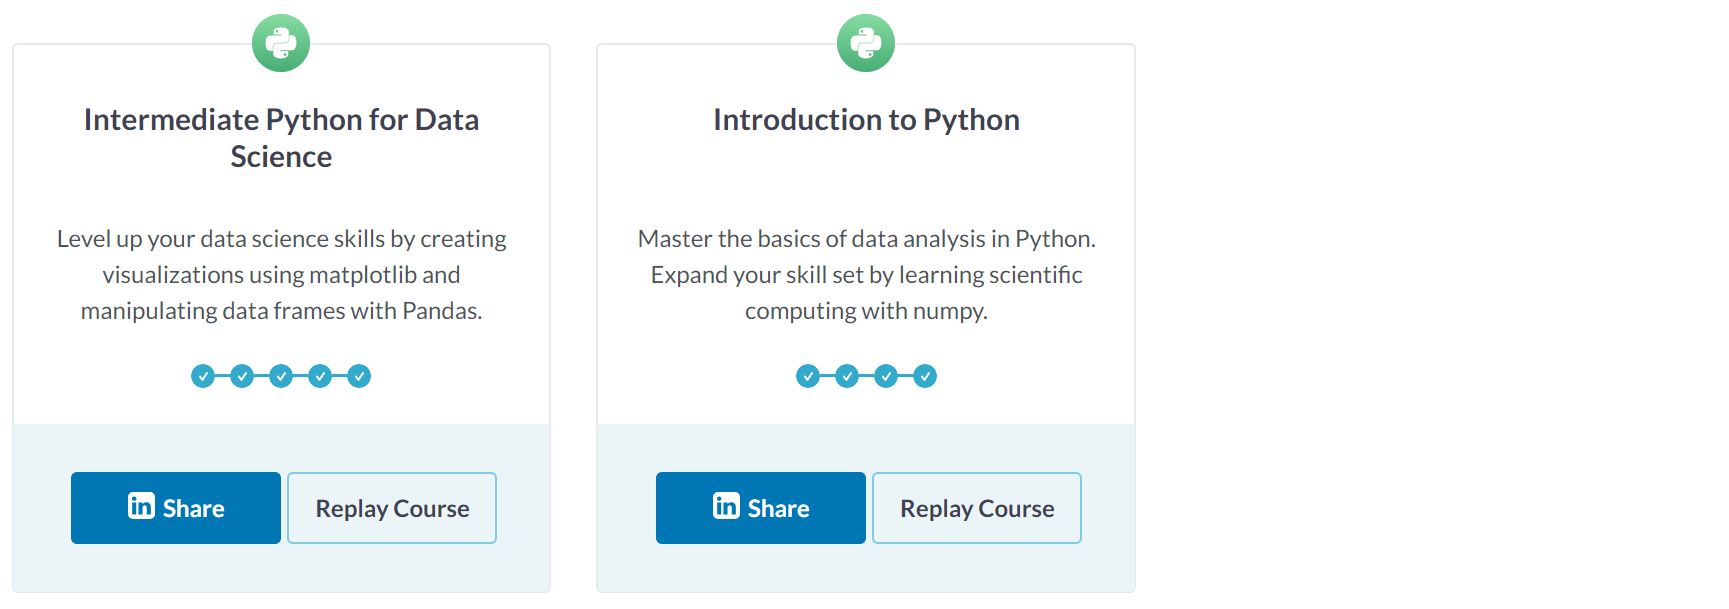 Intermediate Python for Data
Science
Level up your data science skills by creating
visualizations using matplotlib and
manipulating data frames with Pandas.
in Share
Replay Course
Introduction to Python
Master the basics of data analysis in Python.
Expand your skill set by learning scientific
computing with numpy.
in Share
Replay Course